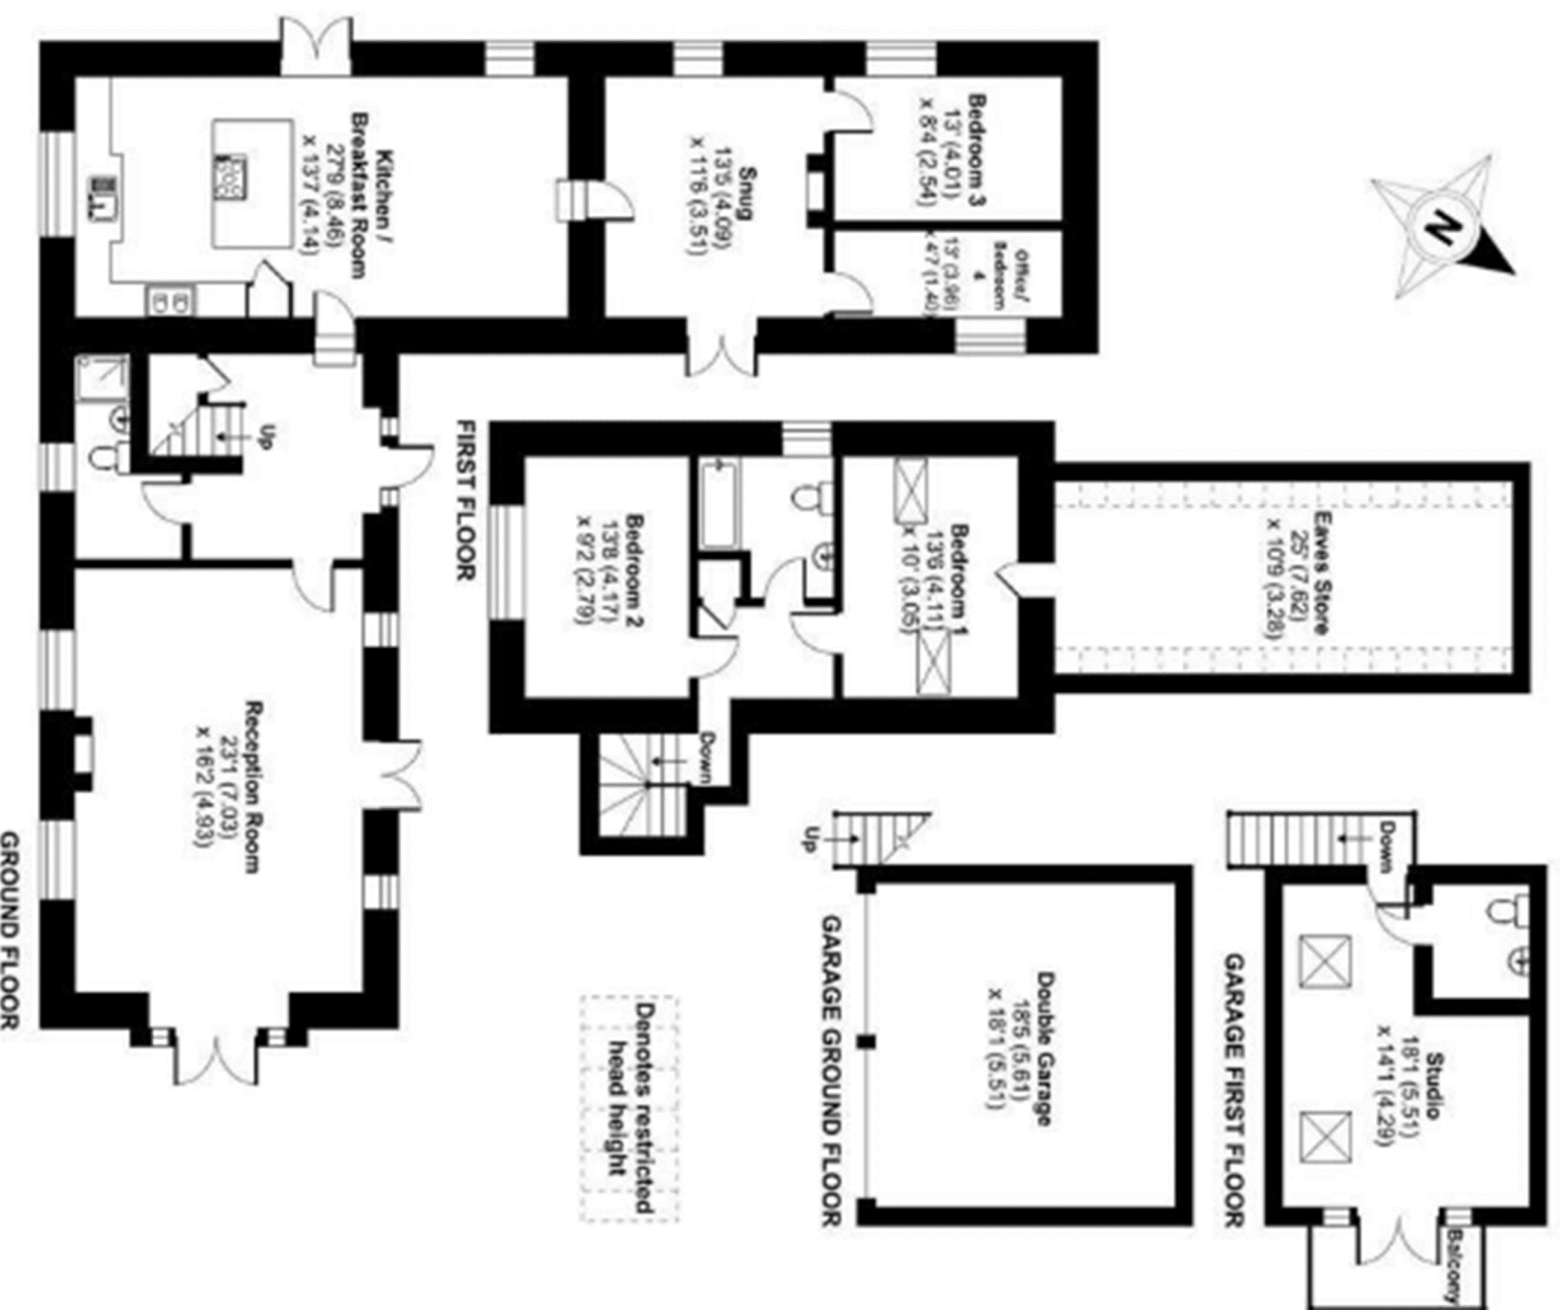 Kitchen /
Breakfast Room
27'9 (8.46)
x 13'7 (4.14)
Snug
13'5 (4.09)
x 11'6 (3.51)
Bedroom 3
13' (4.01)
x 8'4 (2.54)
Office/
Bedroom
4
13' (3.96)
x 4'7 (1.40)
N
Up
Reception Room
23'1 (7.03)
x 16'2 (4.93)
GROUND FLOOR
FIRST FLOOR
Bedroom 2
13'8 (4.17)
x 9'2 (2.79)
Bedroom 1
13'6 (4.11)
x 10' (3.05)
Eaves Store
25' (7.62)
x 10'9 (3.28)
Down
Up
Double Garage
18'5 (5.61)
x 18'1 (5.51)
GARAGE GROUND FLOOR
Down
Studio
18'1 (5.51)
x 14'1 (4.29)
Balcony
GARAGE FIRST FLOOR
Denotes restricted
head height